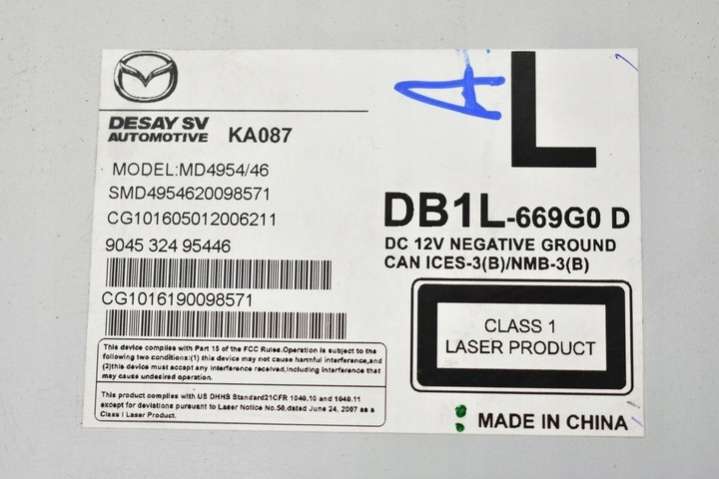 A
L
DESAY SV
AUTOMOTIVE KA087
MODEL:MD4954/46
SMD4954620098571
CG101605012006211
9045 324 95446
CG1016190098571
DB1L-669G0 D
DC 12V NEGATIVE GROUND
CAN ICES-3(B)/NMB-3(B)
CLASS 1
LASER PRODUCT
This device complies with Part 15 of the FCC Rules.Operation is subject to the
following two conditions:(1) this device may not cause harmful interference,and
(2)this device must accept any interference received,including interference that
may cause undesired operation.
This product complies with US DHHS Standard21CFR 1040.10 and 1040.11
except for deviations pursuant to Laser Notice No.50,dated June 24, 2007 as a
Class I Laser Product.
MADE IN CHINA